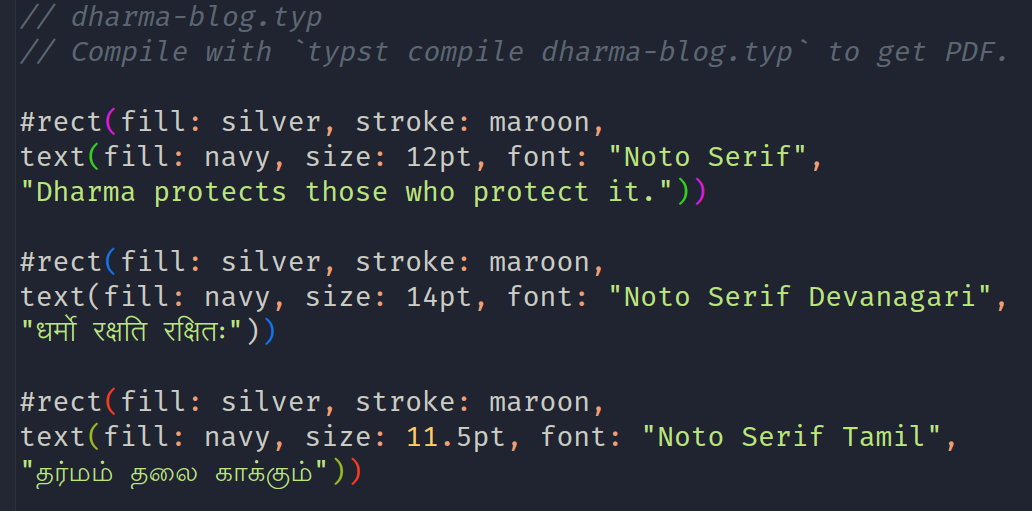 // dharma-blog.typ
// Compile with `typst compile dharma-blog.typ` to get PDF.
#rect(fill: silver, stroke: maroon,
text(fill: navy, size: 12pt, font: "Noto Serif",
"Dharma protects those who protect it."))
#rect(fill: silver, stroke: maroon,
text(fill: navy, size: 14pt, font: "Noto Serif Devanagari",
"धर्मो रक्षति रक्षितः"))
#rect(fill: silver, stroke: maroon,
text(fill: navy, size: 11.5pt, font: "Noto Serif Tamil",
"தர்மம் தலை காக்கும்"))